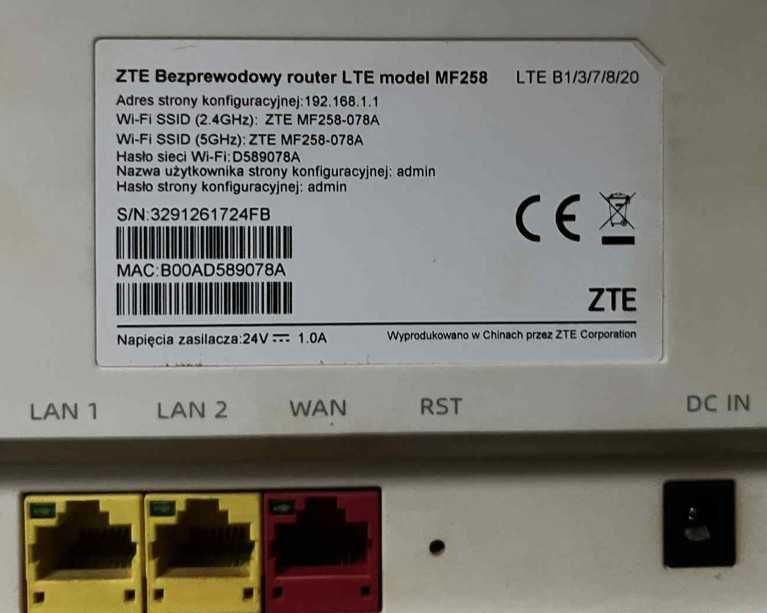 ZTE Bezprewodowy router LTE model MF258 LTE B1/3/7/8/20
Adres strony konfiguracyjnej:192.168.1.1
Wi-Fi SSID (2.4GHz): ZTE MF258-078A
Wi-Fi SSID (5GHz): ZTE MF258-078A
Hasło sieci Wi-Fi:D589078A
Nazwa użytkownika strony konfiguracyjnej: admin
Hasło strony konfiguracyjnej: admin
S/N:3291261724FB
CE
MAC:B00AD589078A
ZTE
Napięcia zasilacza:24V ⎓ 1.0A
Wyprodukowano w Chinach przez ZTE Corporation
LAN 1 LAN 2 WAN RST DC IN